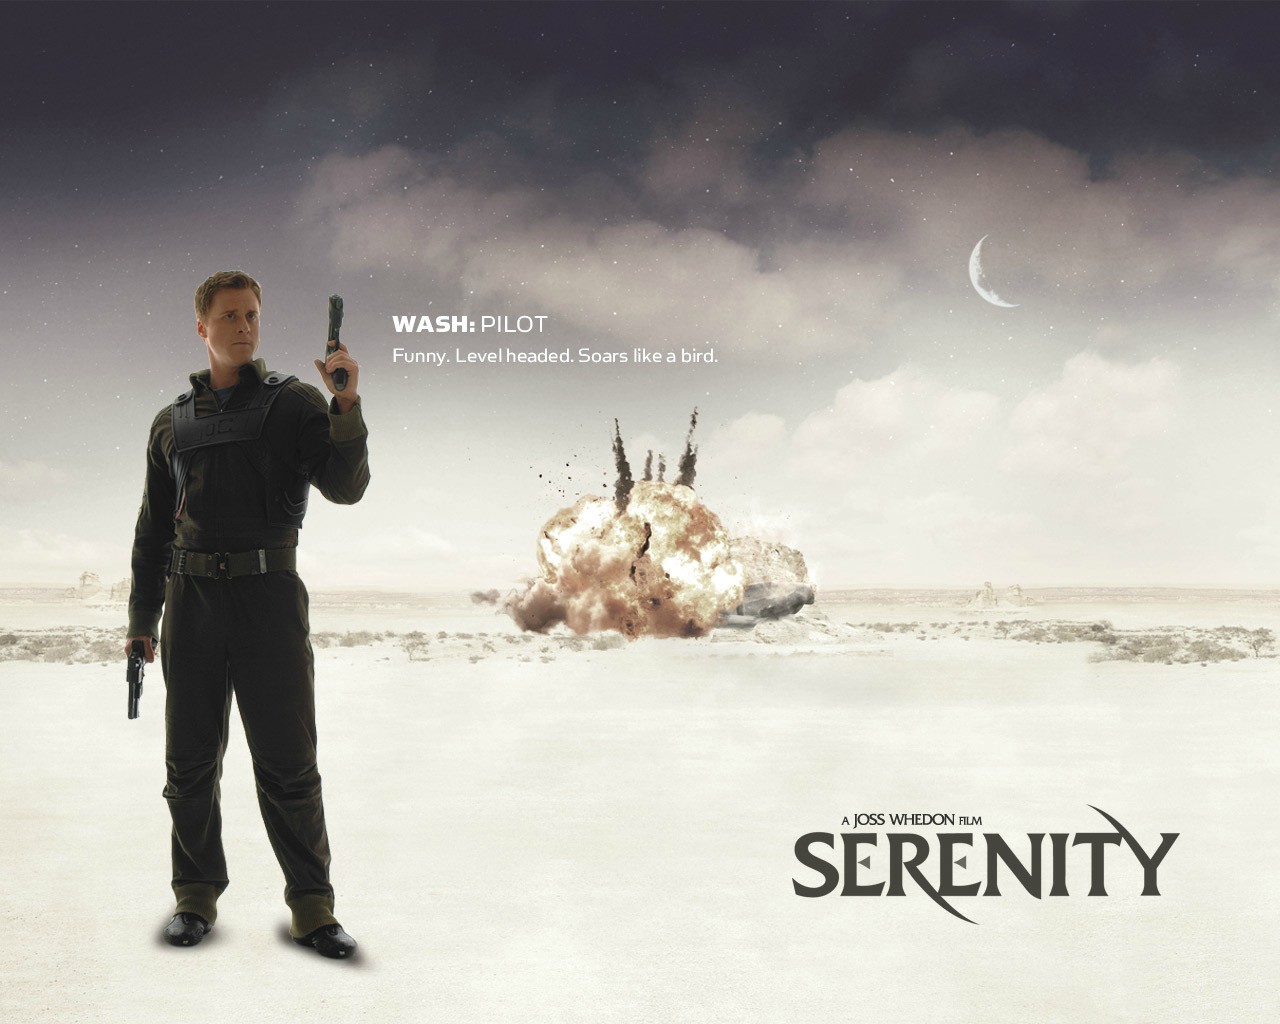 WASH: PILOT
Funny. Level headed. Soars like a bird.
A JOSS WHEDON FILM
SERENITY